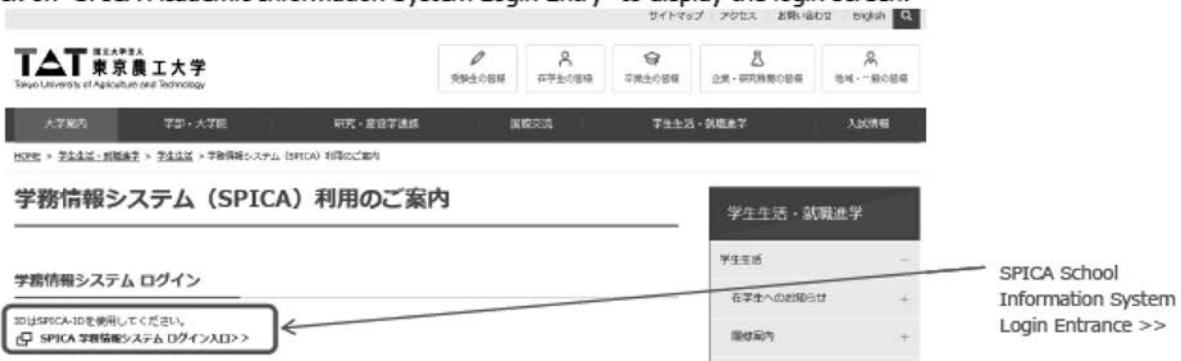 on "SPICA Academic Information System Login Entry" to display the login screen.
サイトマップ アクセス お問い合わせ English
TAT 国立大学法人 東京農工大学
Tokyo University of Agriculture and Technology
受験生の皆様 在学生の皆様 卒業生の皆様 企業・研究機関の皆様 地域・一般の皆様
大学案内 学部・大学院 研究・産官学連携 国際交流 学生生活・就職進学 入試情報
HOME > 学生生活・就職進学 > 学生生活 > 学務情報システム (SPICA) 利用のご案内
学務情報システム（SPICA）利用のご案内
学生生活・就職進学
学生生活 −
学務情報システム ログイン
在学生へのお知らせ +
IDはSPICA-IDを使用してください。
SPICA 学務情報システム ログイン入口>>
履修案内 +
SPICA School
Information System
Login Entrance >>